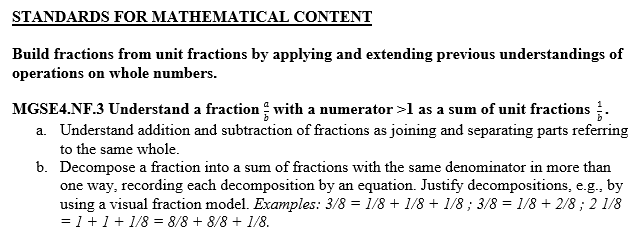 STANDARDS FOR MATHEMATICAL CONTENT
Build fractions from unit fractions by applying and extending previous understandings of
operations on whole numbers.
MGSE4.NF.3 Understand a fraction a/b with a numerator >1 as a sum of unit fractions 1/b.
a. Understand addition and subtraction of fractions as joining and separating parts referring
to the same whole.
b. Decompose a fraction into a sum of fractions with the same denominator in more than
one way, recording each decomposition by an equation. Justify decompositions, e.g., by
using a visual fraction model. Examples: 3/8 = 1/8 + 1/8 + 1/8 ; 3/8 = 1/8 + 2/8 ; 2 1/8
= 1 + 1 + 1/8 = 8/8 + 8/8 + 1/8.